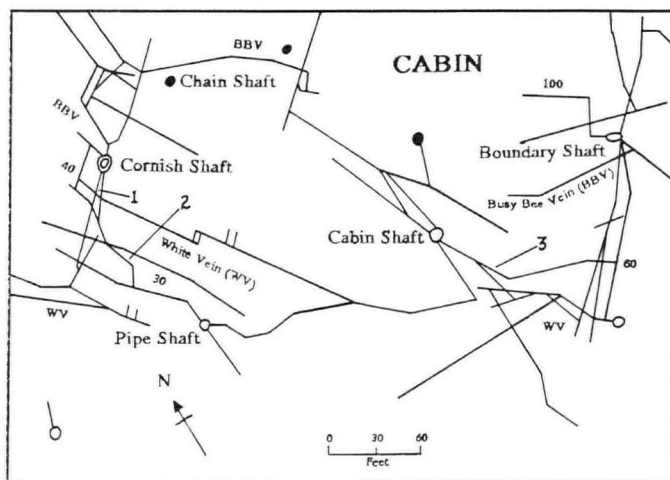 BBV
CABIN
Chain Shaft
100
BBV
Cornish Shaft
Boundary Shaft
40
1
2
Busy Bee Vein (BBV)
Cabin Shaft
White Vein (WV)
3
30
60
WV
WV
Pipe Shaft
N
0 30 60
Feet